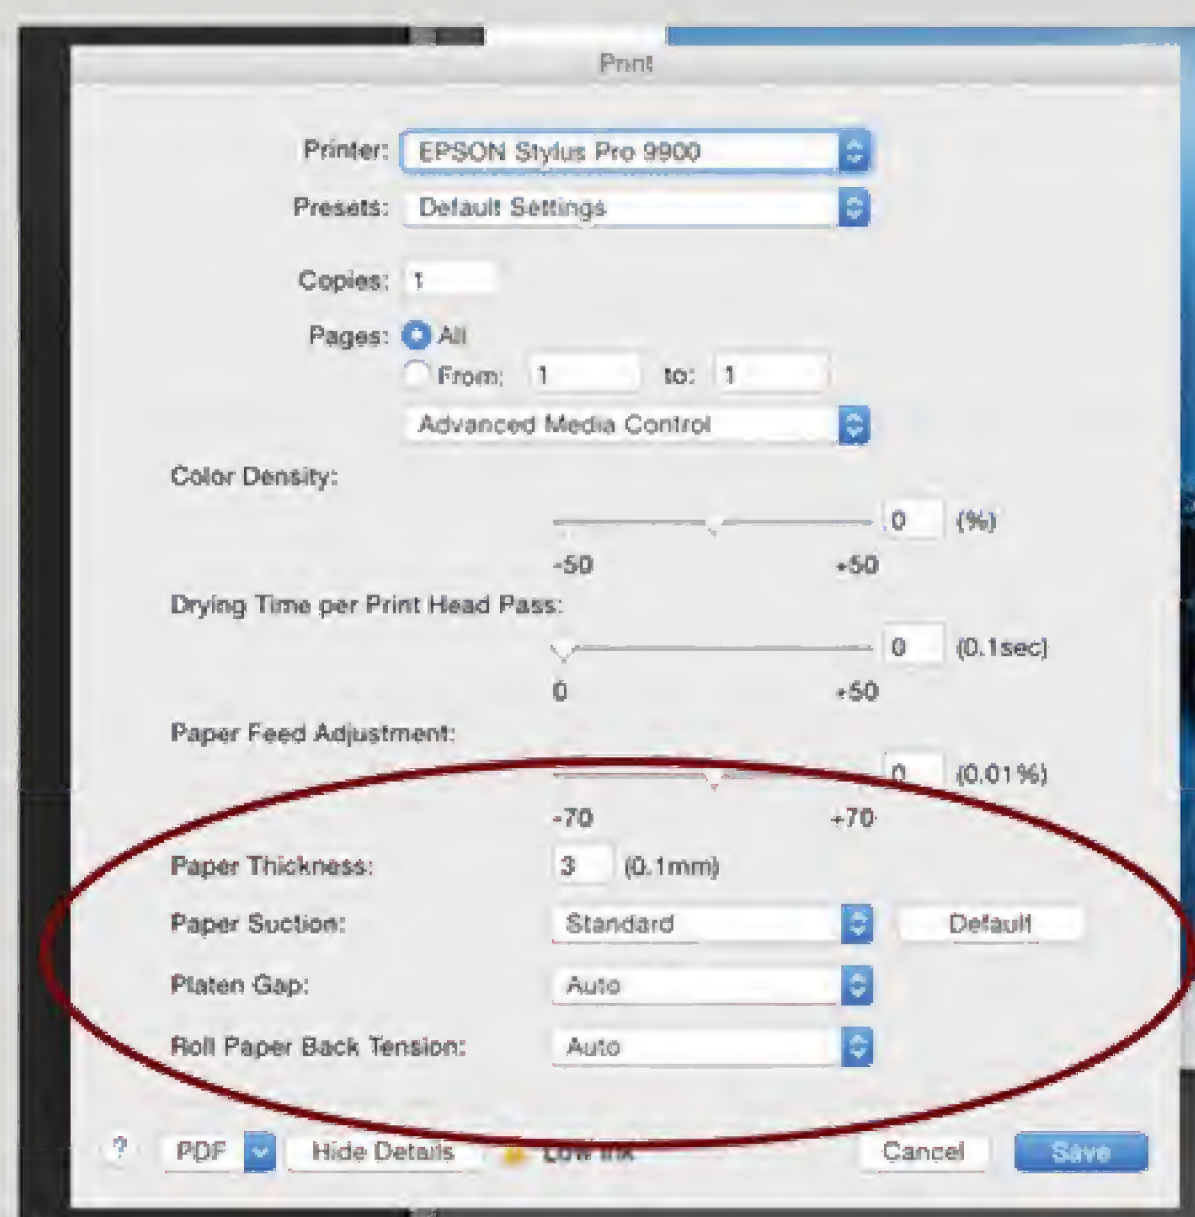 Print
Printer: EPSON Stylus Pro 9900
Presets: Default Settings
Copies: 1
Pages: All
From: 1 to: 1
Advanced Media Control
Color Density:
0 (%)
-50 +50
Drying Time per Print Head Pass:
0 (0.1sec)
0 +50
Paper Feed Adjustment:
0 (0.01%)
-70 +70
Paper Thickness: 3 (0.1mm)
Paper Suction: Standard Default
Platen Gap: Auto
Roll Paper Back Tension: Auto
? PDF Hide Details Low Ink Cancel Save